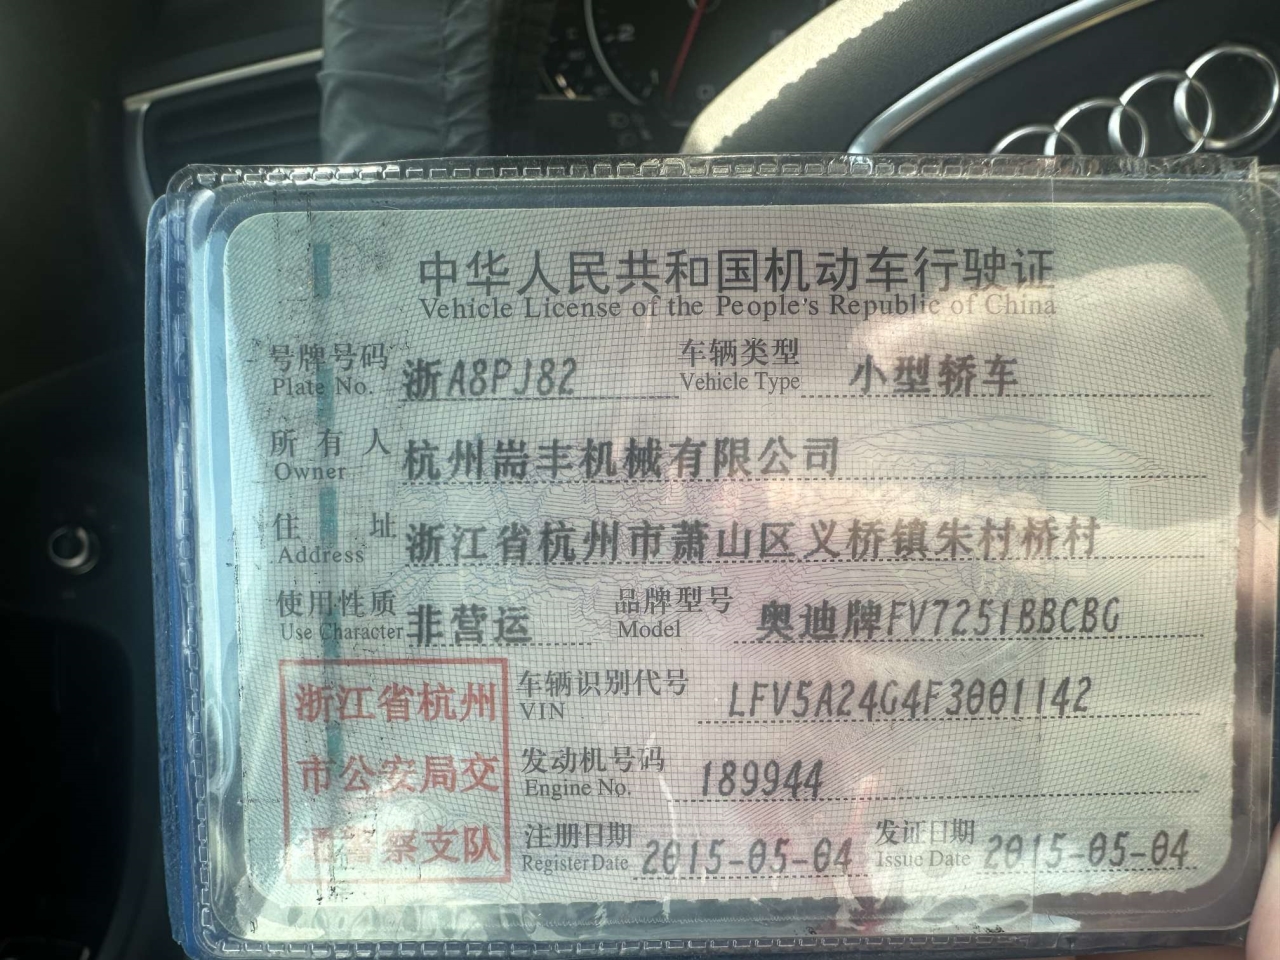 中华人民共和国机动车行驶证
Vehicle License of the People's Republic of China
号牌号码 浙A8PJ82 车辆类型 小型轿车
Plate No. Vehicle Type
所有人 杭州耑丰机械有限公司
Owner
住址 浙江省杭州市萧山区义桥镇朱村桥村
Address
使用性质 非营运 品牌型号 奥迪牌FV7251BBCBG
Use Character Model
车辆识别代号 LFV5A24G4F3001142
VIN
发动机号码 189944
Engine No.
注册日期 2015-05-04 发证日期 2015-05-04
Register Date Issue Date
浙江省杭州
市公安局交
通警察支队